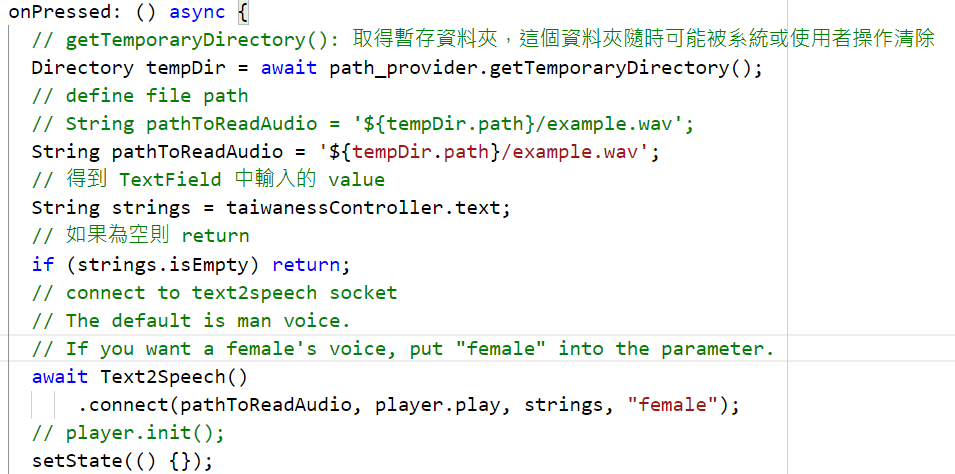 onPressed: () async {
// getTemporaryDirectory(): 取得暫存資料夾，這個資料夾隨時可能被系統或使用者操作清除
Directory tempDir = await path_provider.getTemporaryDirectory();
// define file path
// String pathToReadAudio = '${tempDir.path}/example.wav';
String pathToReadAudio = '${tempDir.path}/example.wav';
// 得到 TextField 中輸入的 value
String strings = taiwanessController.text;
// 如果為空則 return
if (strings.isEmpty) return;
// connect to text2speech socket
// The default is man voice.
// If you want a female's voice, put "female" into the parameter.
await Text2Speech()
.connect(pathToReadAudio, player.play, strings, "female");
// player.init();
setState(() {});